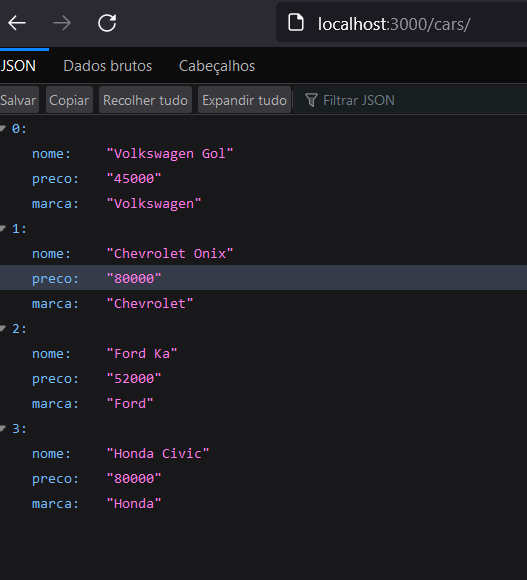 localhost:3000/cars/
JSON Dados brutos Cabeçalhos
Salvar Copiar Recolher tudo Expandir tudo Filtrar JSON
0:
nome: "Volkswagen Gol"
preco: "45000"
marca: "Volkswagen"
1:
nome: "Chevrolet Onix"
preco: "80000"
marca: "Chevrolet"
2:
nome: "Ford Ka"
preco: "52000"
marca: "Ford"
3:
nome: "Honda Civic"
preco: "80000"
marca: "Honda"